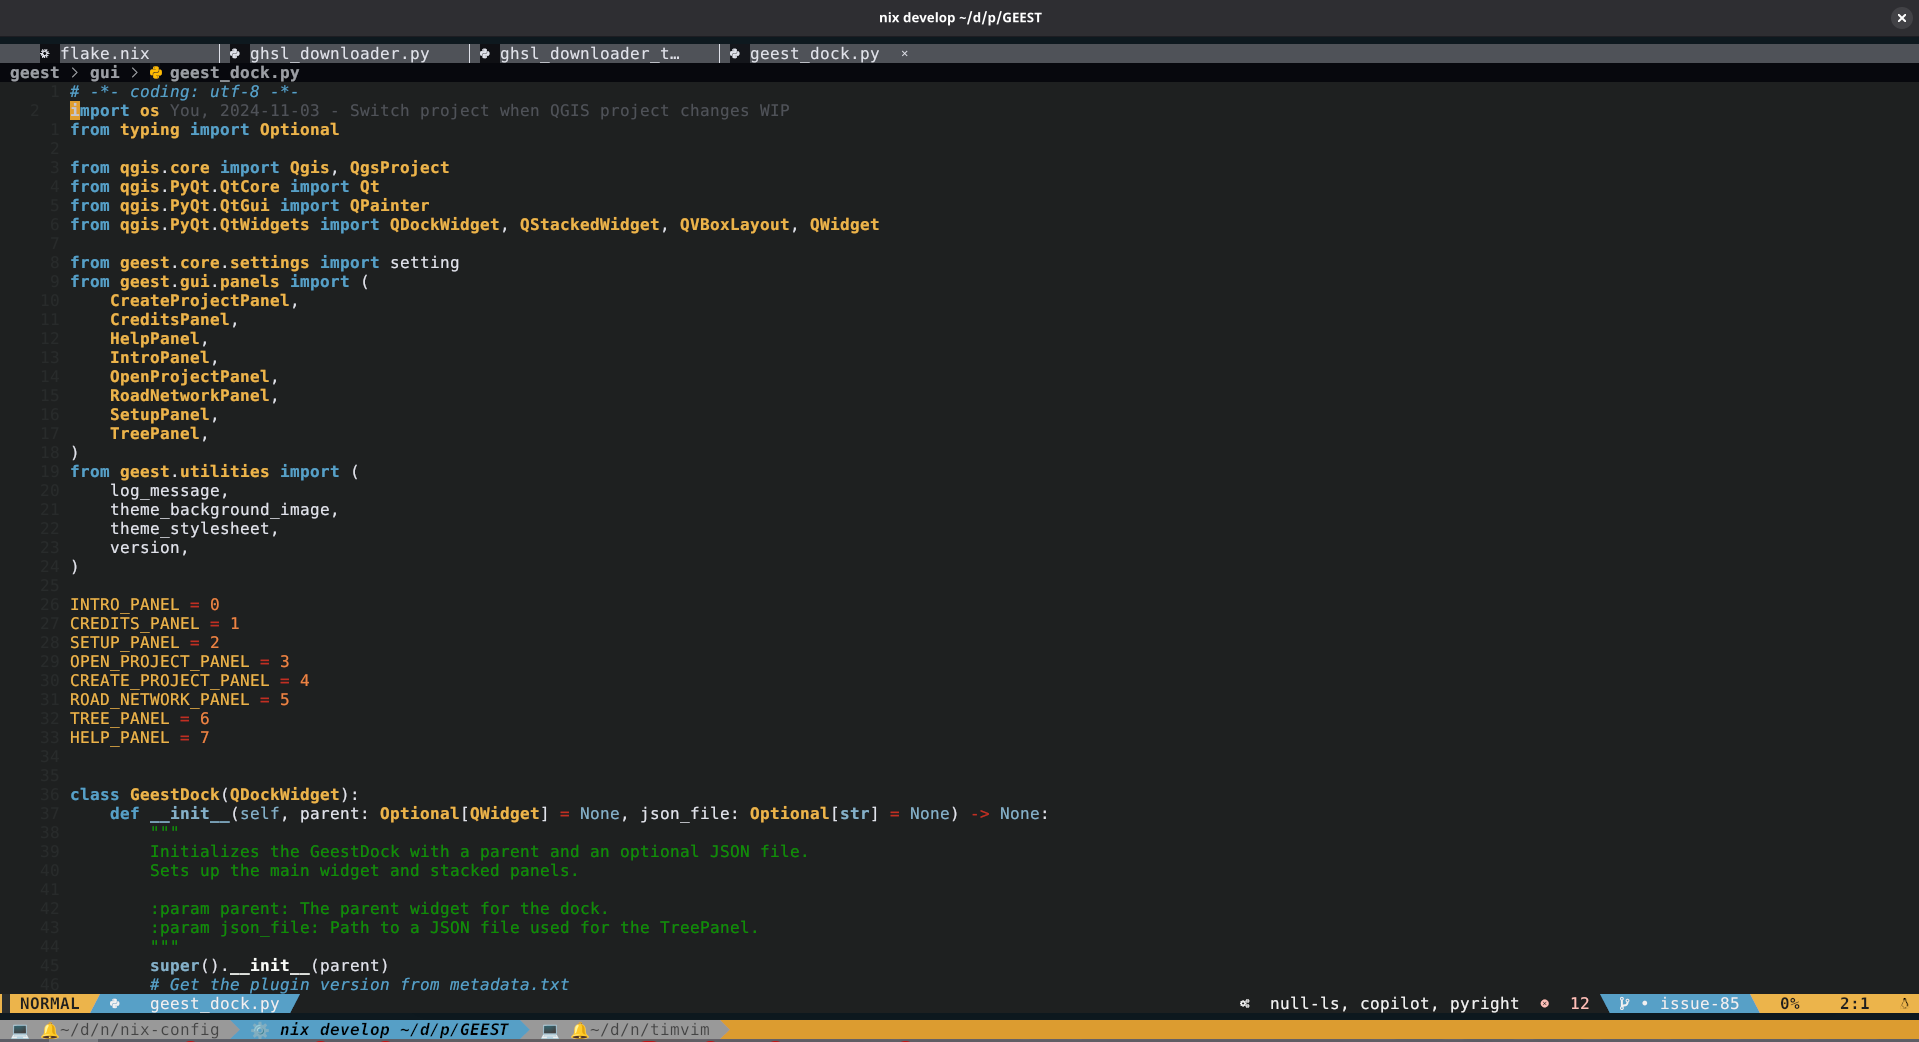 nix develop ~/d/p/GEEST
flake.nix ghsl_downloader.py ghsl_downloader_t… geest_dock.py ×
geest > gui > geest_dock.py
1 # -*- coding: utf-8 -*-
2 import os You, 2024-11-03 - Switch project when QGIS project changes WIP
1 from typing import Optional
2
3 from qgis.core import Qgis, QgsProject
4 from qgis.PyQt.QtCore import Qt
5 from qgis.PyQt.QtGui import QPainter
6 from qgis.PyQt.QtWidgets import QDockWidget, QStackedWidget, QVBoxLayout, QWidget
7
8 from geest.core.settings import setting
9 from geest.gui.panels import (
10     CreateProjectPanel,
11     CreditsPanel,
12     HelpPanel,
13     IntroPanel,
14     OpenProjectPanel,
15     RoadNetworkPanel,
16     SetupPanel,
17     TreePanel,
18 )
19 from geest.utilities import (
20     log_message,
21     theme_background_image,
22     theme_stylesheet,
23     version,
24 )
25
26 INTRO_PANEL = 0
27 CREDITS_PANEL = 1
28 SETUP_PANEL = 2
29 OPEN_PROJECT_PANEL = 3
30 CREATE_PROJECT_PANEL = 4
31 ROAD_NETWORK_PANEL = 5
32 TREE_PANEL = 6
33 HELP_PANEL = 7
34
35
36 class GeestDock(QDockWidget):
37     def __init__(self, parent: Optional[QWidget] = None, json_file: Optional[str] = None) -> None:
38         """
39         Initializes the GeestDock with a parent and an optional JSON file.
40         Sets up the main widget and stacked panels.
41
42         :param parent: The parent widget for the dock.
43         :param json_file: Path to a JSON file used for the TreePanel.
44         """
45         super().__init__(parent)
46         # Get the plugin version from metadata.txt
NORMAL geest_dock.py null-ls, copilot, pyright 12 • issue-85 0% 2:1
~/d/n/nix-config nix develop ~/d/p/GEEST ~/d/n/timvim